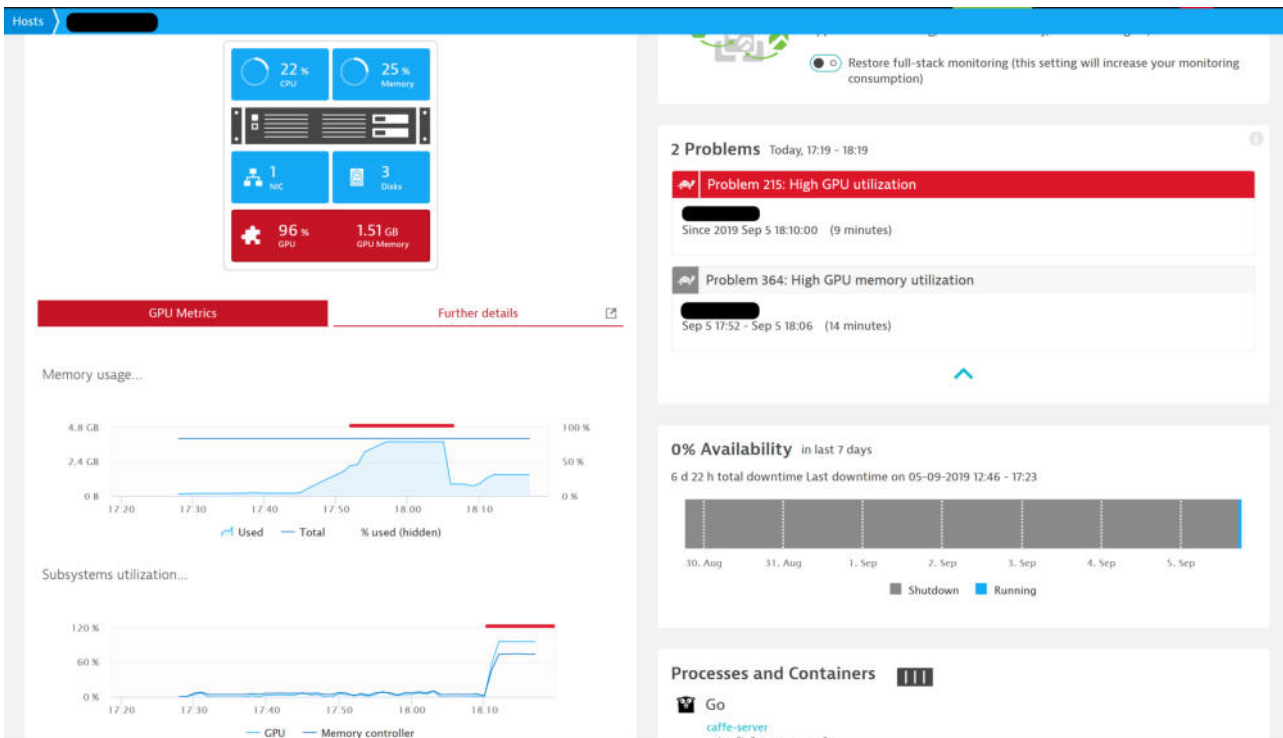 Hosts
22 %
CPU
25 %
Memory
1
NIC
3
Disks
96 %
GPU
1.51 GB
GPU Memory
GPU Metrics
Further details
Memory usage...
4.8 GB
2.4 GB
0 B
100 %
50 %
0 %
17:20 17:30 17:40 17:50 18:00 18:10
Used Total % used (hidden)
Subsystems utilization...
120 %
60 %
0 %
17:20 17:30 17:40 17:50 18:00 18:10
GPU Memory controller
Restore full-stack monitoring (this setting will increase your monitoring
consumption)
2 Problems Today, 17:19 - 18:19
Problem 215: High GPU utilization
Since 2019 Sep 5 18:10:00 (9 minutes)
Problem 364: High GPU memory utilization
Sep 5 17:52 - Sep 5 18:06 (14 minutes)
0% Availability in last 7 days
6 d 22 h total downtime Last downtime on 05-09-2019 12:46 - 17:23
30. Aug 31. Aug 1. Sep 2. Sep 3. Sep 4. Sep 5. Sep
Shutdown Running
Processes and Containers
Go
caffe-server